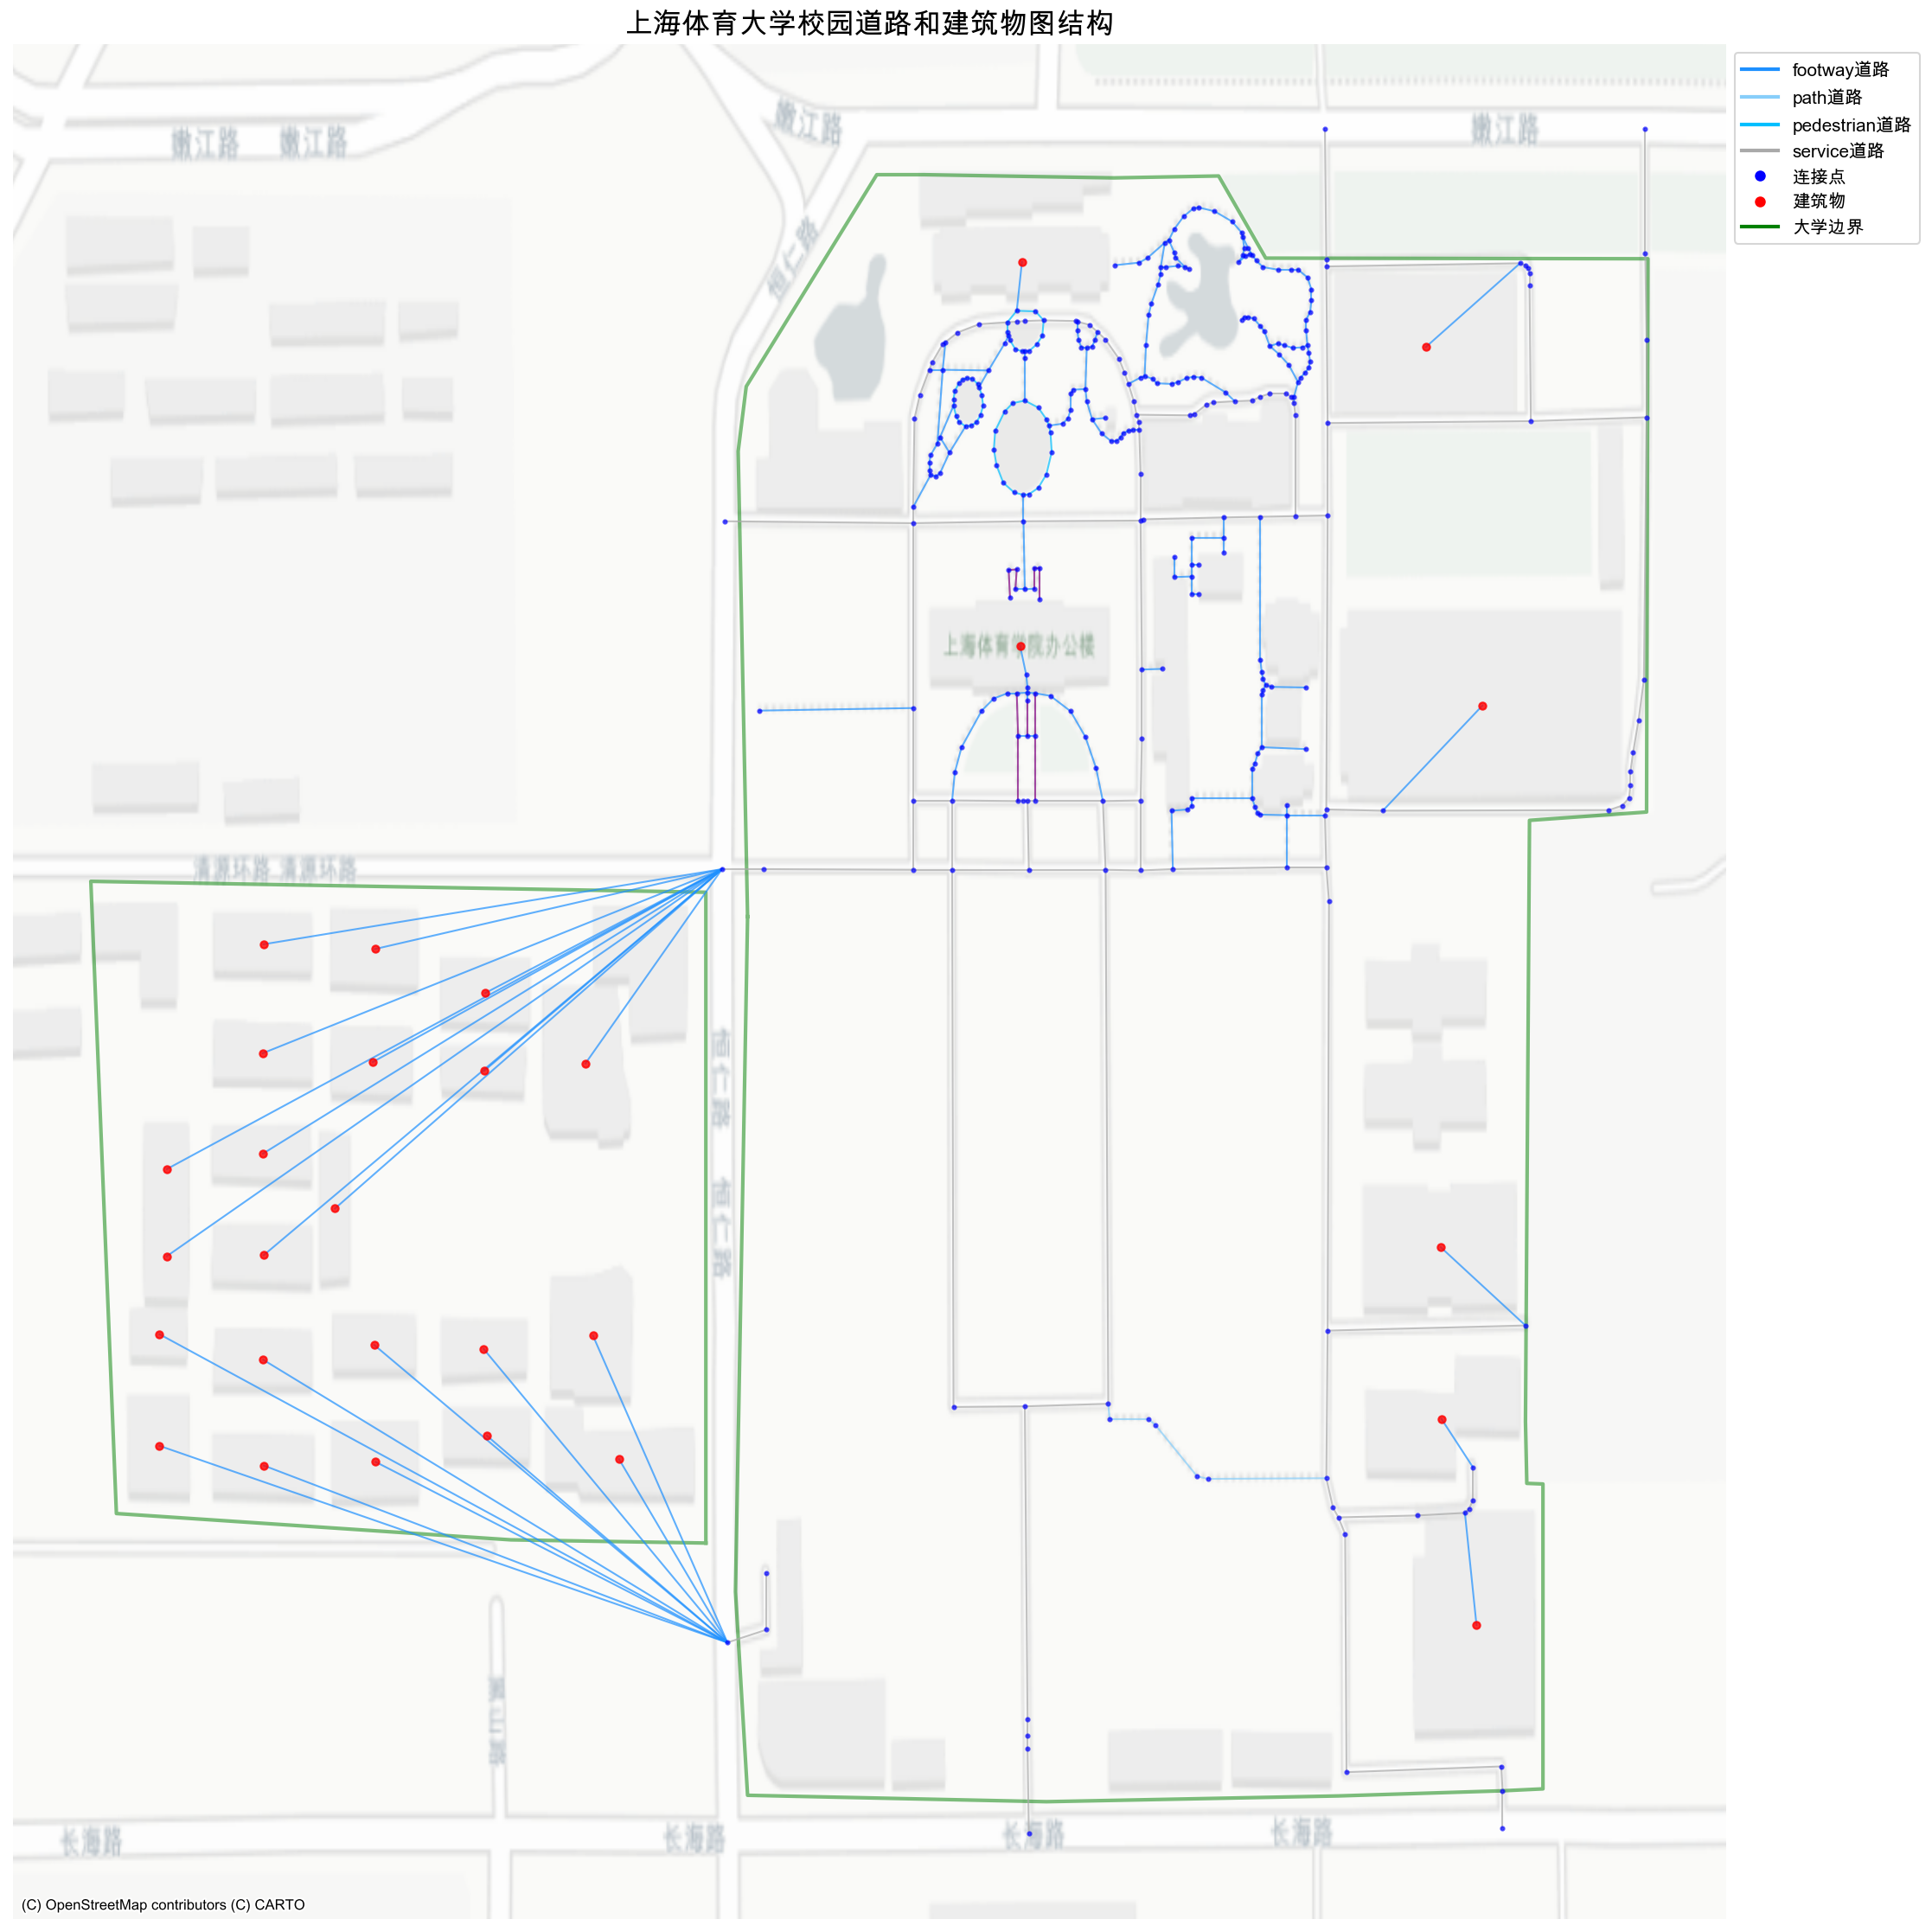 上海体育大学校园道路和建筑物图结构
footway道路
path道路
pedestrian道路
service道路
连接点
建筑物
大学边界
嫩江路
嫩江路
嫩江路
嫩江路
恒仁路
上海体育学院办公楼
清源环路 清源环路
恒仁路
恒仁路
长海路
长海路
长海路
长海路
(C) OpenStreetMap contributors (C) CARTO